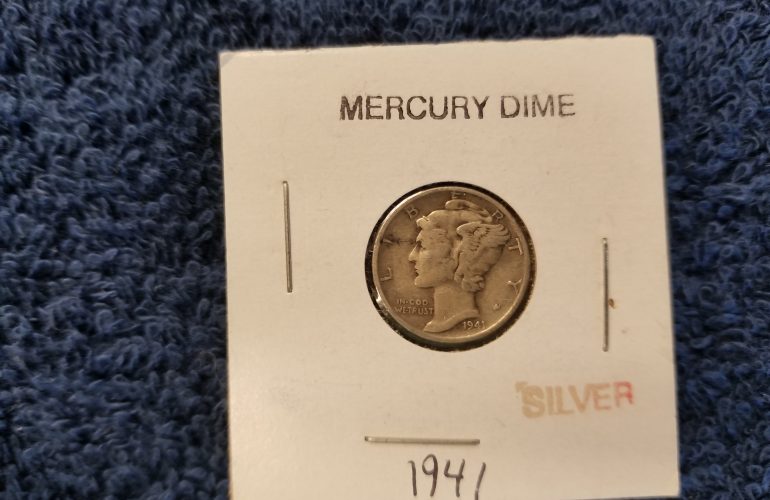 MERCURY DIME
LIBERTY
IN·GOD
WE·TRUST
1941
SILVER
1941